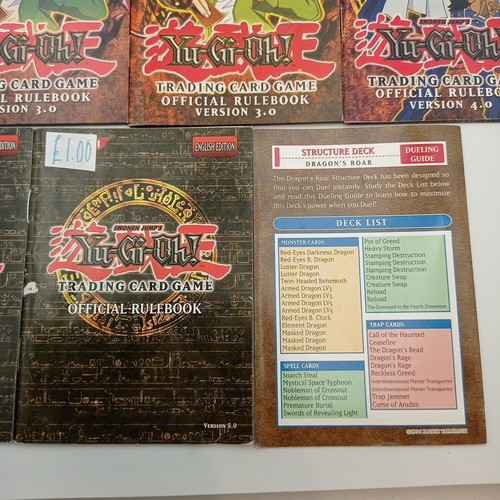 Yu-Gi-Oh!
TRADING CARD GAME
OFFICIAL RULEBOOK
VERSION 3.0
Yu-Gi-Oh!
TRADING CARD GAME
OFFICIAL RULEBOOK
VERSION 3.0
SHONEN JUMP'S
Yu-Gi-Oh!
TRADING CARD
OFFICIAL RULEBOOK
VERSION 4.0
EDITION
£1.00
ENGLISH EDITION
SHONEN JUMP'S
Yu-Gi-Oh!
TRADING CARD GAME
OFFICIAL RULEBOOK
VERSION 5.0
STRUCTURE DECK
DRAGON'S ROAR
DUELING
GUIDE
The Dragon's Roar Structure Deck has been designed so
that you can Duel instantly. Study the Deck List below
and read this Dueling Guide to learn how to maximize
this Deck's power when you Duel!
DECK LIST
MONSTER CARDS
Red-Eyes Darkness Dragon
Red-Eyes B. Dragon
Luster Dragon
Luster Dragon
Twin-Headed Behemoth
Armed Dragon LV3
Armed Dragon LV3
Armed Dragon LV5
Armed Dragon LV5
Red-Eyes B. Chick
Element Dragon
Masked Dragon
Masked Dragon
Masked Dragon
SPELL CARDS
Snatch Steal
Mystical Space Typhoon
Nobleman of Crossout
Nobleman of Crossout
Premature Burial
Swords of Revealing Light
Pot of Greed
Heavy Storm
Stamping Destruction
Stamping Destruction
Stamping Destruction
Creature Swap
Creature Swap
Reload
Reload
The Graveyard in the Fourth Dimension
TRAP CARDS
Call of the Haunted
Ceasefire
The Dragon's Bead
Dragon's Rage
Dragon's Rage
Reckless Greed
Interdimensional Matter Transporter
Interdimensional Matter Transporter
Trap Jammer
Curse of Anubis